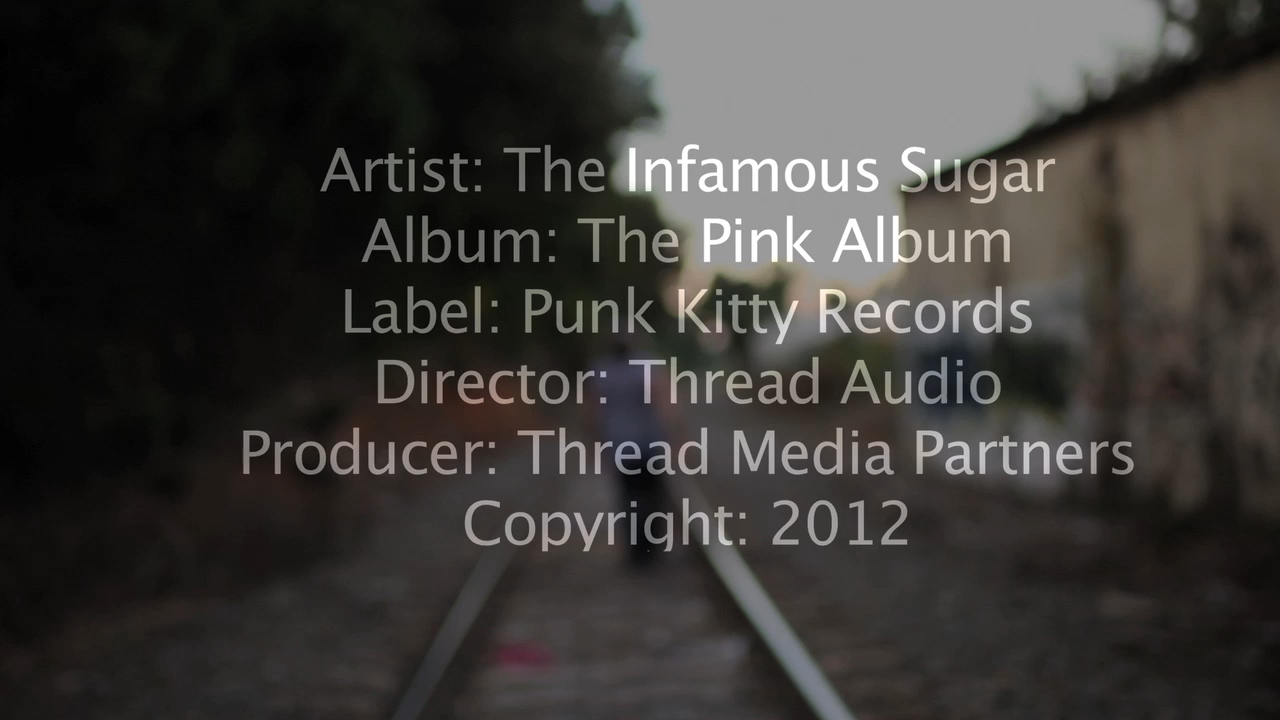 Artist: The Infamous Sugar
Album: The Pink Album
Label: Punk Kitty Records
Director: Thread Audio
Producer: Thread Media Partners
Copyright: 2012